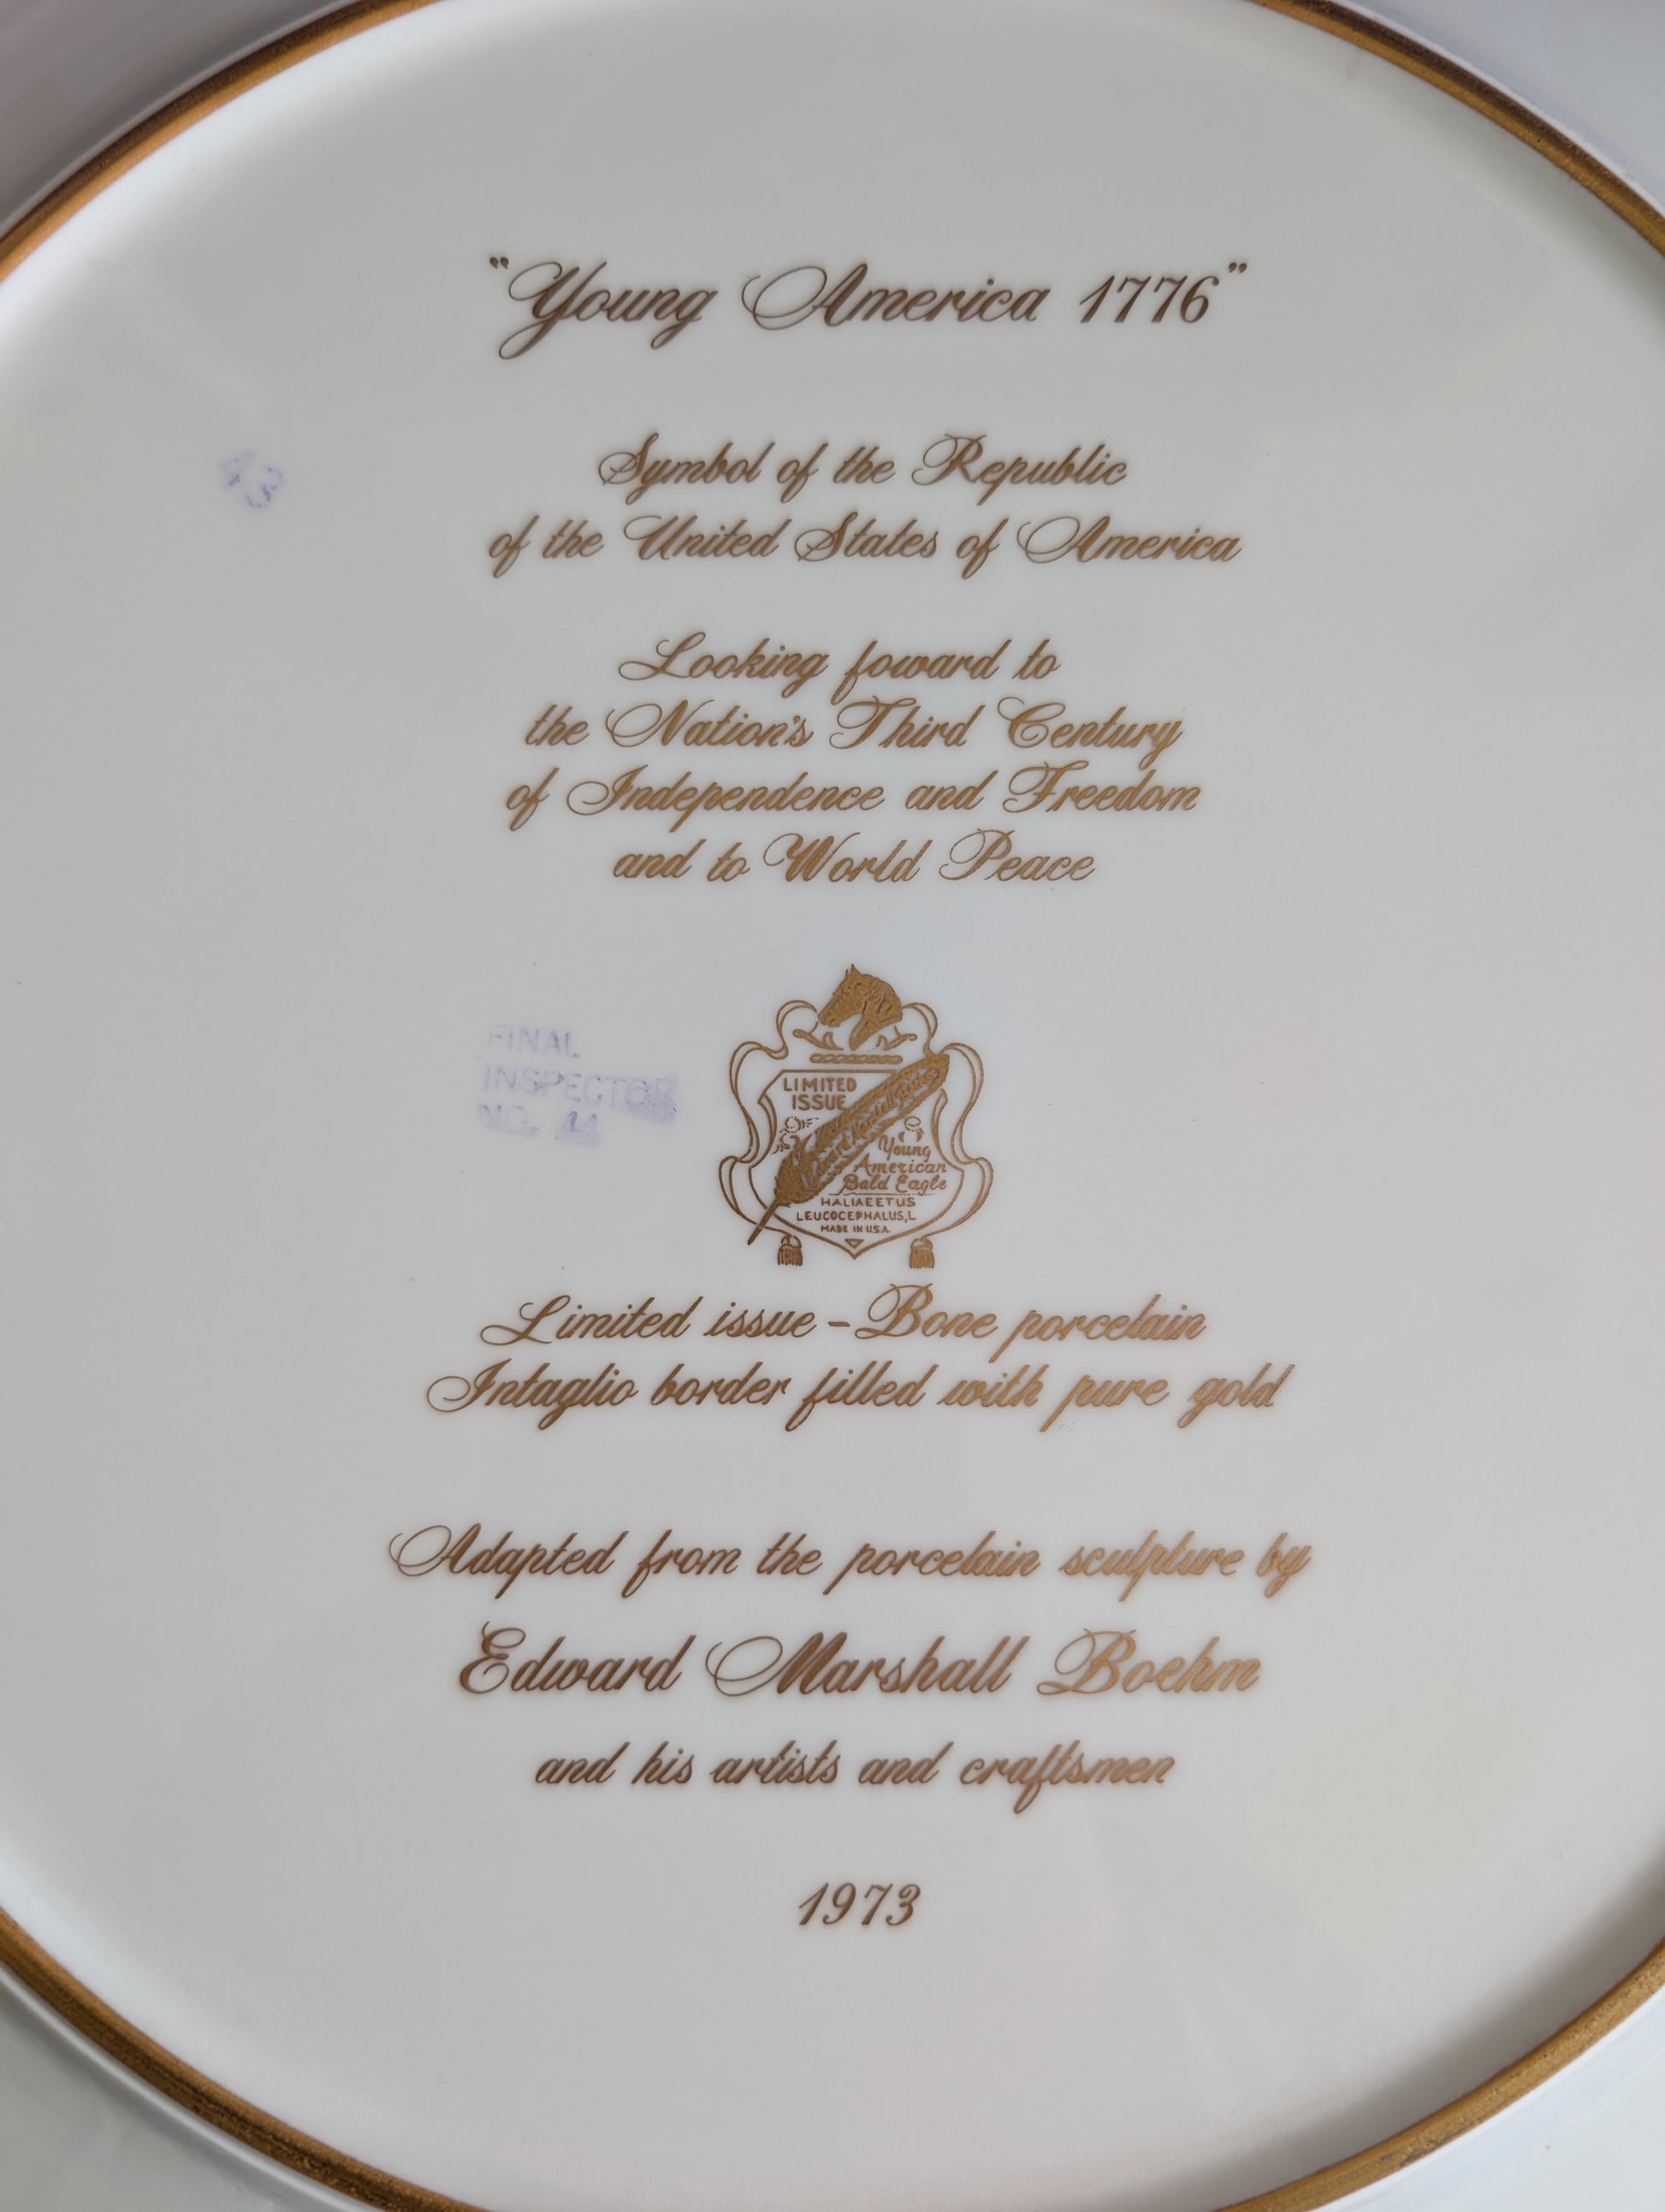 "Young America 1776"
Symbol of the Republic
of the United States of America
43
Looking foward to
the Nation's Third Century
of Independence and Freedom
and to World Peace
FINAL
INSPECTOR
NO.
LIMITED
ISSUE
Young
American
Bald Eagle
HALIAEETUS
LEUCOCEPHALUS,L
MADE IN U.S.A.
Limited issue - Bone porcelain
Intaglio border filled with pure gold
Adapted from the porcelain sculpture by
Edward Marshall Boehm
and his artists and craftsmen
1973